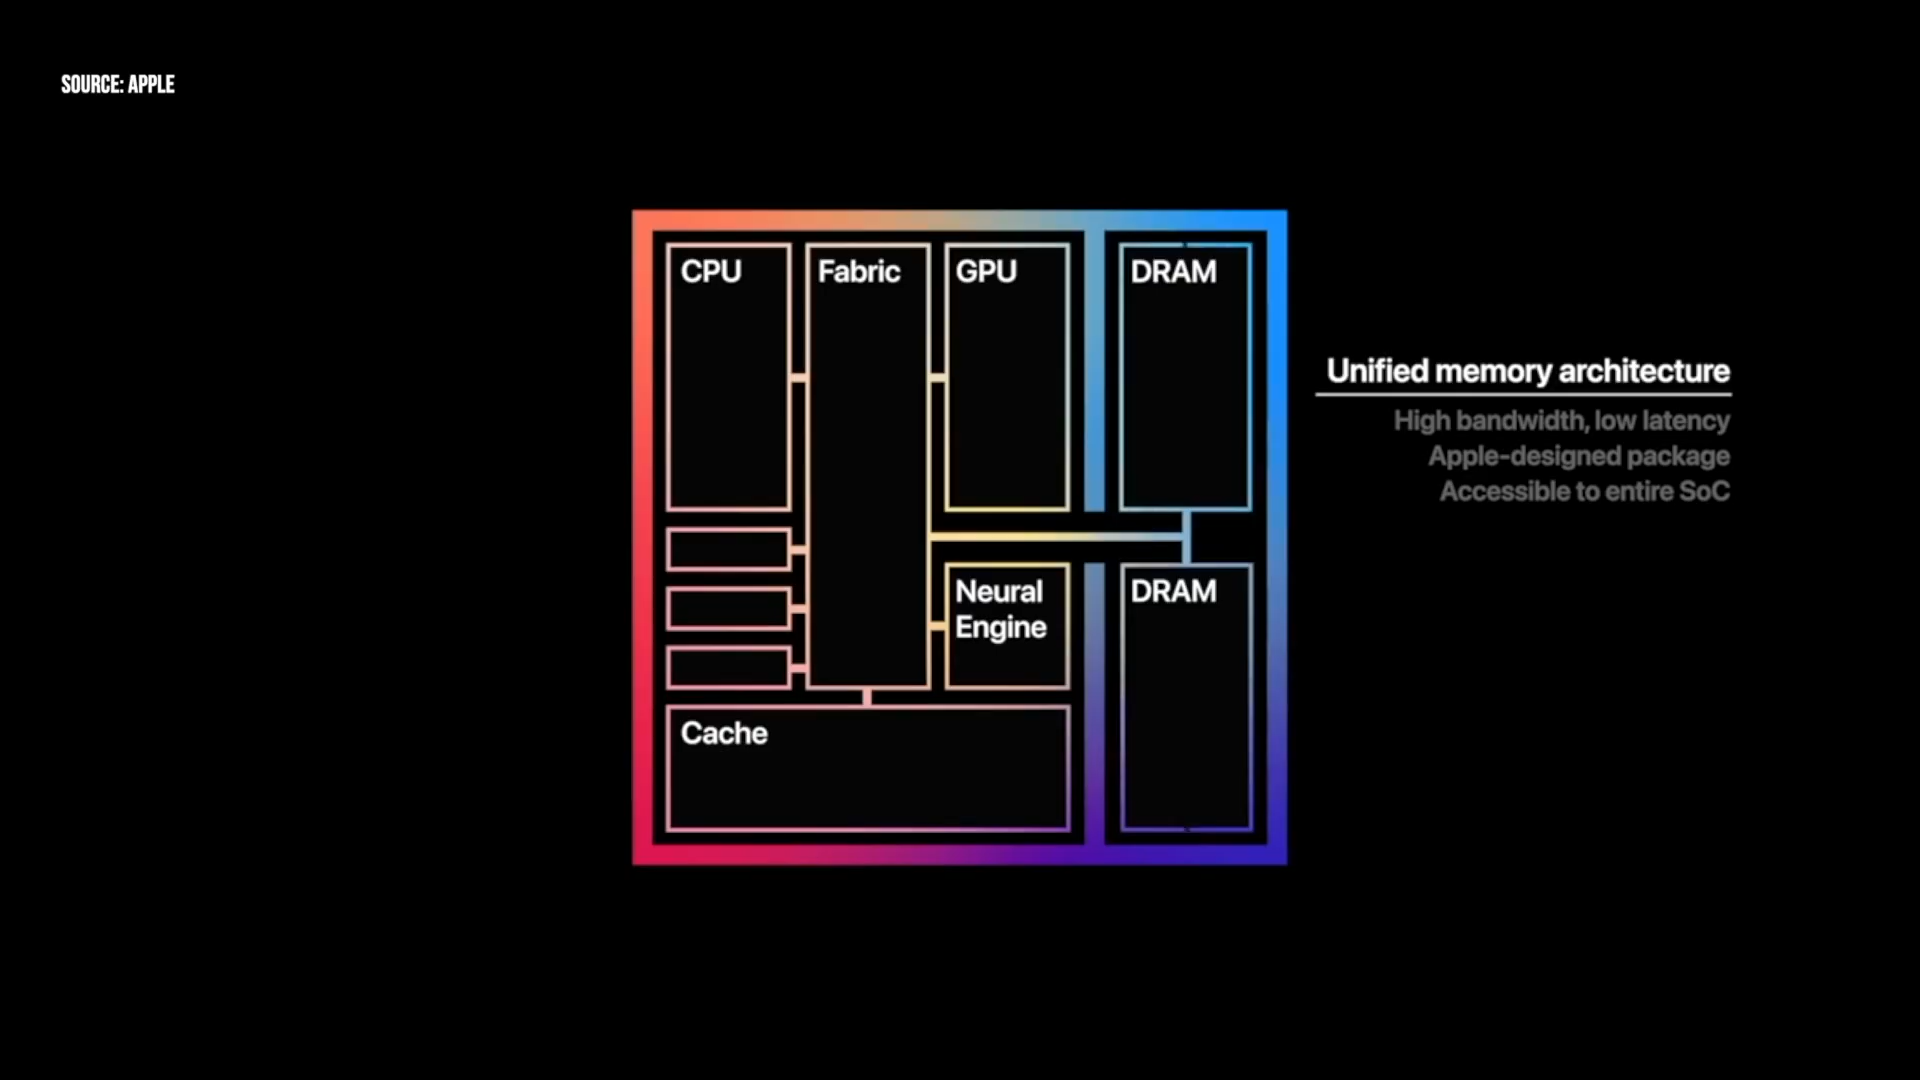 SOURCE: APPLE
CPU
Fabric
GPU
DRAM
Unified memory architecture
High bandwidth, low latency
Apple-designed package
Accessible to entire SoC
Neural
Engine
DRAM
Cache